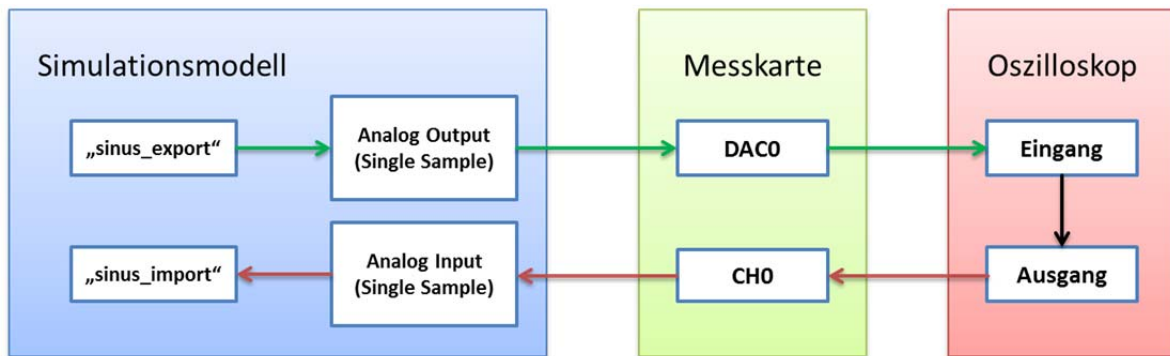 Simulationsmodell
Messkarte
Oszilloskop
„sinus_export“
Analog Output
(Single Sample)
DAC0
Eingang
„sinus_import“
Analog Input
(Single Sample)
CH0
Ausgang